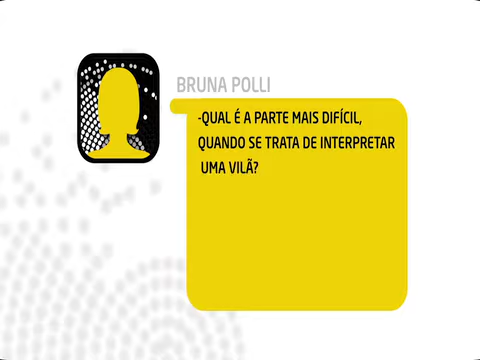 BRUNA POLLI
-QUAL É A PARTE MAIS DIFÍCIL,
QUANDO SE TRATA DE INTERPRETAR
UMA VILÃ?